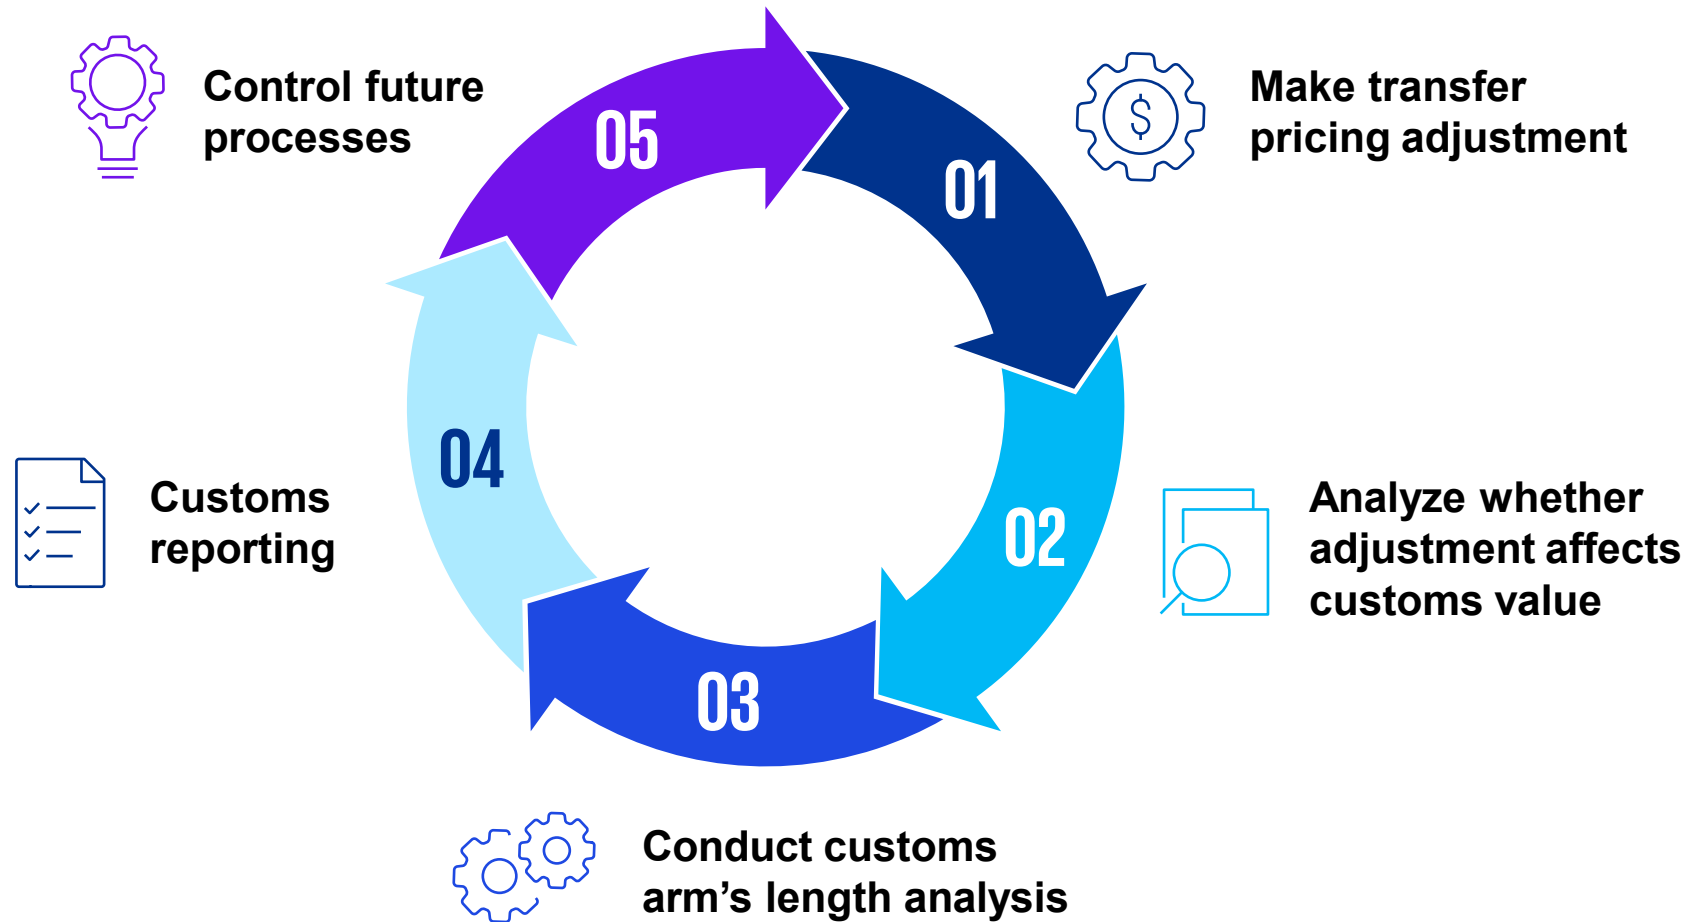 Control future
processes
05
01
$
Make transfer
pricing adjustment
04
Customs
reporting
02
Analyze whether
adjustment affects
customs value
03
Conduct customs
arm’s length analysis